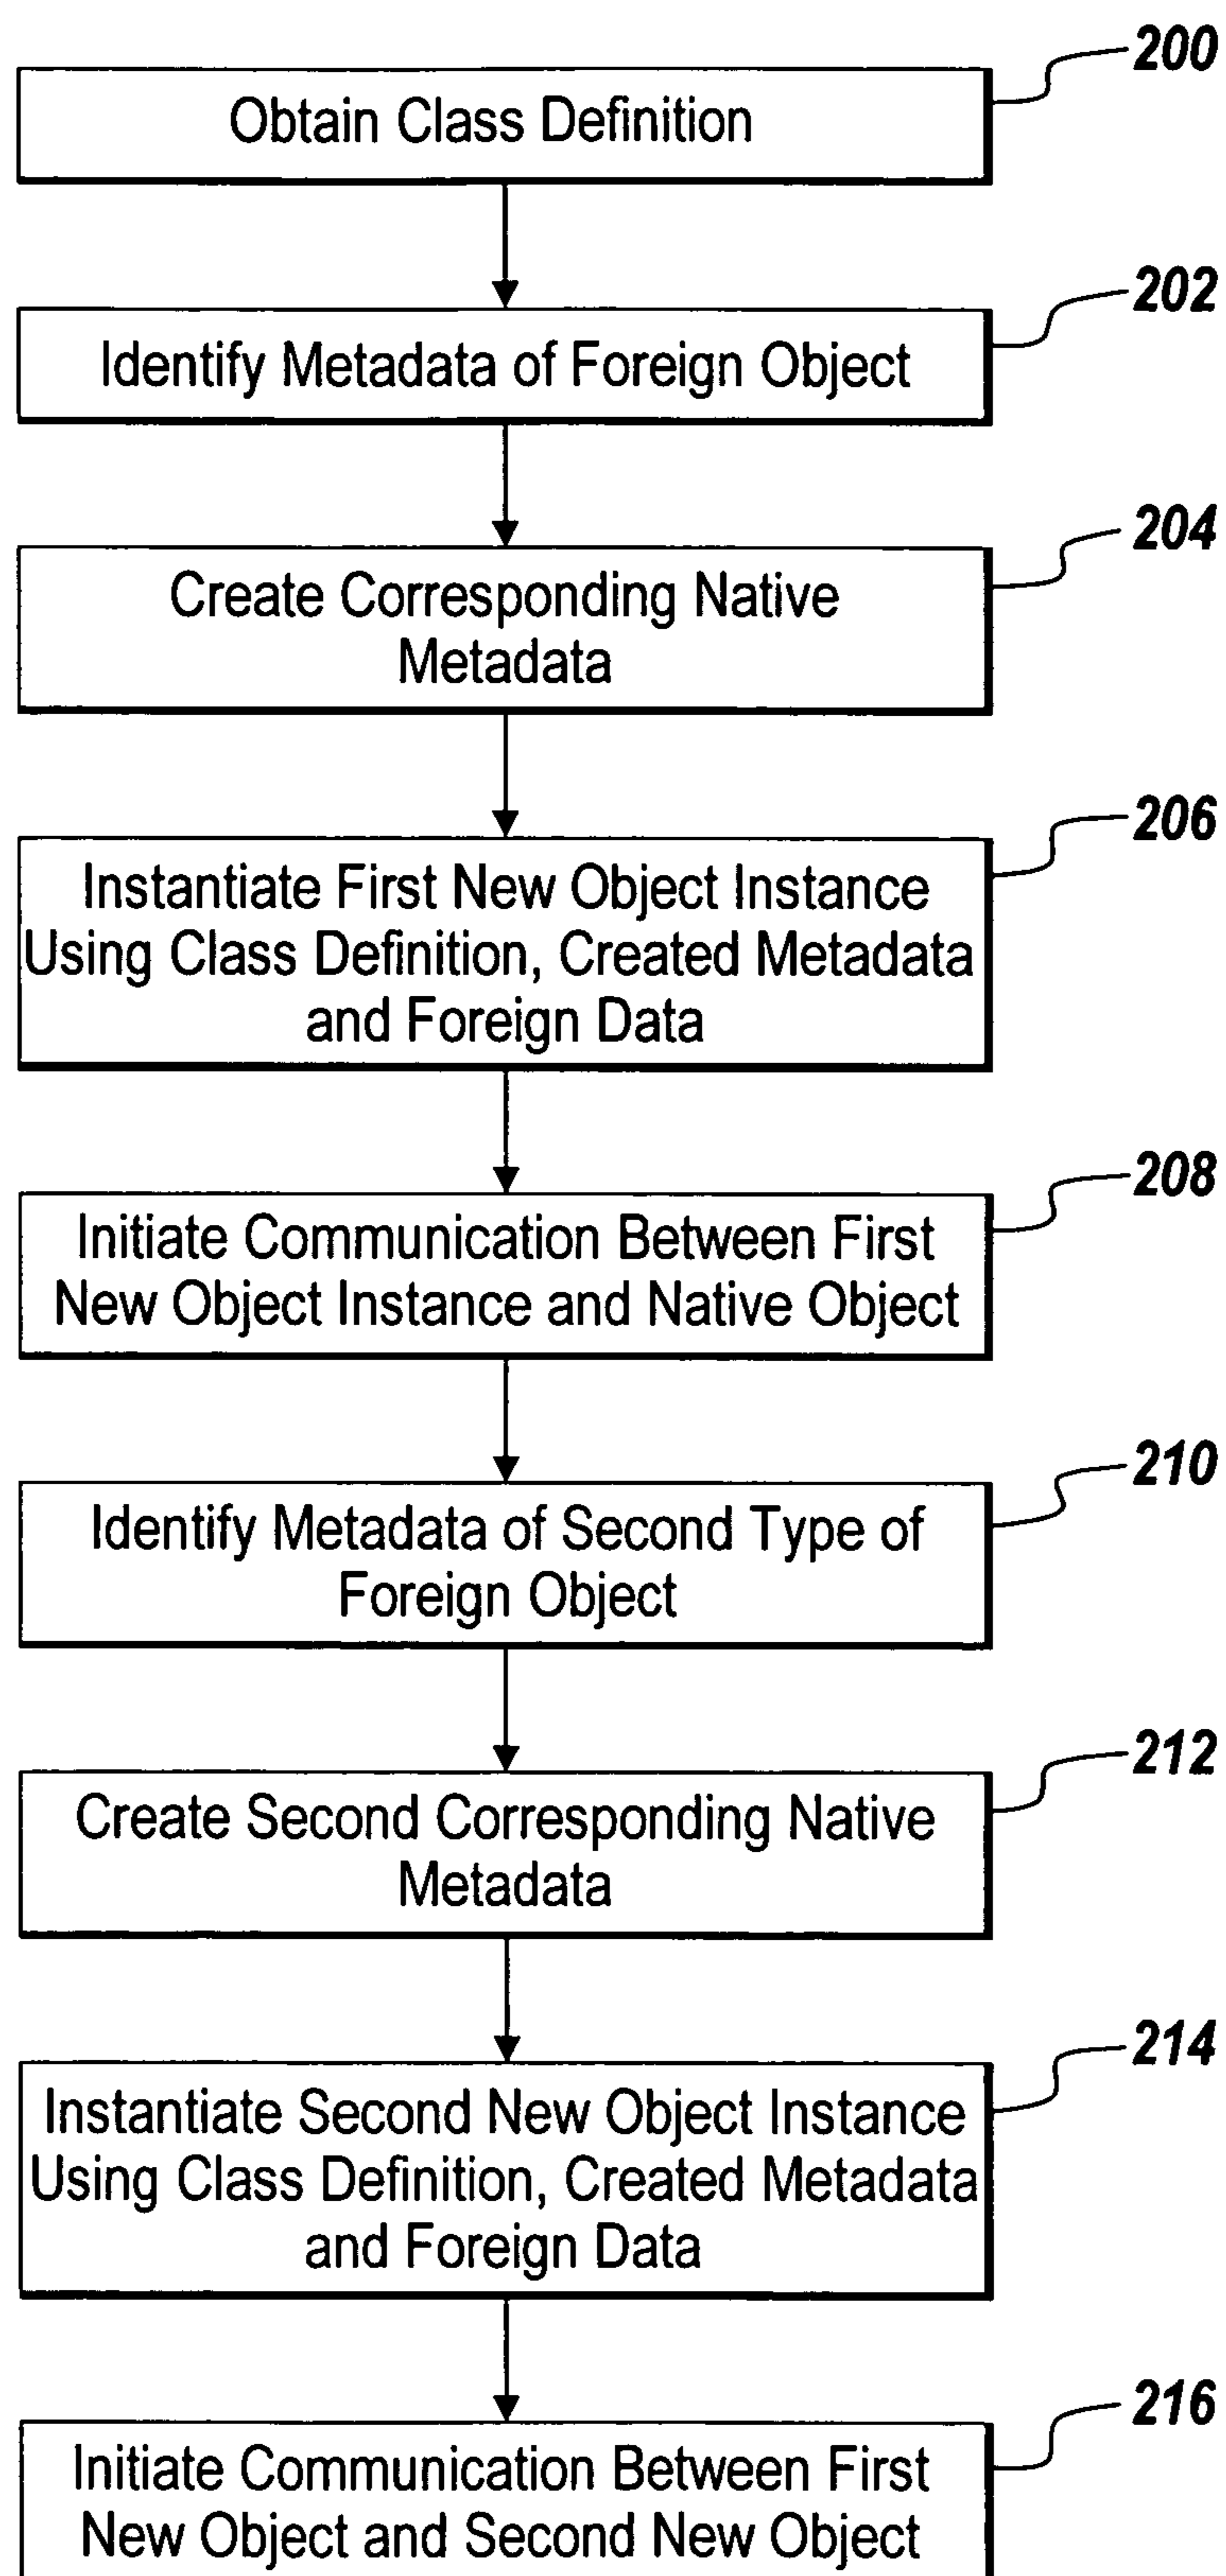 200
Obtain Class Definition
202
Identify Metadata of Foreign Object
204
Create Corresponding Native
Metadata
206
Instantiate First New Object Instance
Using Class Definition, Created Metadata
and Foreign Data
208
Initiate Communication Between First
New Object Instance and Native Object
210
Identify Metadata of Second Type of
Foreign Object
212
Create Second Corresponding Native
Metadata
214
Instantiate Second New Object Instance
Using Class Definition, Created Metadata
and Foreign Data
216
Initiate Communication Between First
New Object and Second New Object